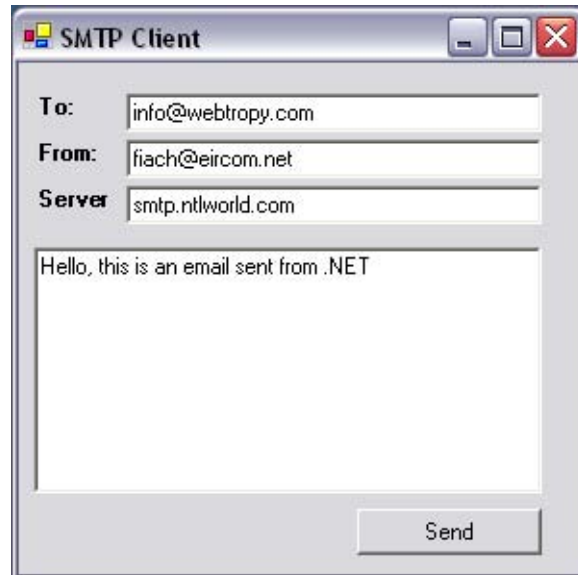 SMTP Client
To: info@webtropy.com
From: fiach@eircom.net
Server smtp.ntlworld.com
Hello, this is an email sent from .NET
Send